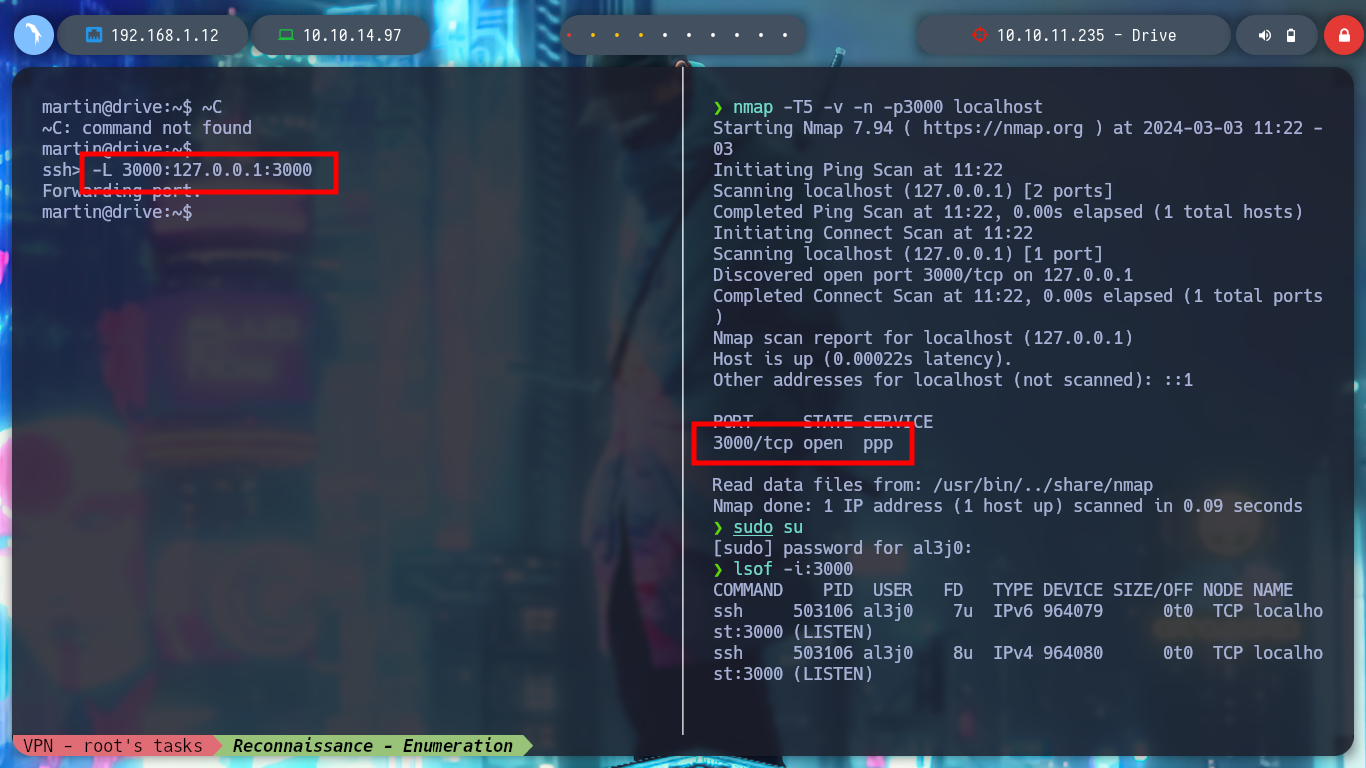 192.168.1.12
10.10.14.97
10.10.11.235 - Drive
martin@drive:~$ ~C
~C: command not found
martin@drive:~$
ssh> -L 3000:127.0.0.1:3000
Forwarding port.
martin@drive:~$
❯ nmap -T5 -v -n -p3000 localhost
Starting Nmap 7.94 ( https://nmap.org ) at 2024-03-03 11:22 -
03
Initiating Ping Scan at 11:22
Scanning localhost (127.0.0.1) [2 ports]
Completed Ping Scan at 11:22, 0.00s elapsed (1 total hosts)
Initiating Connect Scan at 11:22
Scanning localhost (127.0.0.1) [1 port]
Discovered open port 3000/tcp on 127.0.0.1
Completed Connect Scan at 11:22, 0.00s elapsed (1 total ports
)
Nmap scan report for localhost (127.0.0.1)
Host is up (0.00022s latency).
Other addresses for localhost (not scanned): ::1
PORT     STATE SERVICE
3000/tcp open  ppp
Read data files from: /usr/bin/../share/nmap
Nmap done: 1 IP address (1 host up) scanned in 0.09 seconds
❯ sudo su
[sudo] password for al3j0:
❯ lsof -i:3000
COMMAND    PID  USER   FD   TYPE DEVICE SIZE/OFF NODE NAME
ssh     503106 al3j0    7u  IPv6 964079      0t0  TCP localho
st:3000 (LISTEN)
ssh     503106 al3j0    8u  IPv4 964080      0t0  TCP localho
st:3000 (LISTEN)
VPN - root's tasks
Reconnaissance - Enumeration